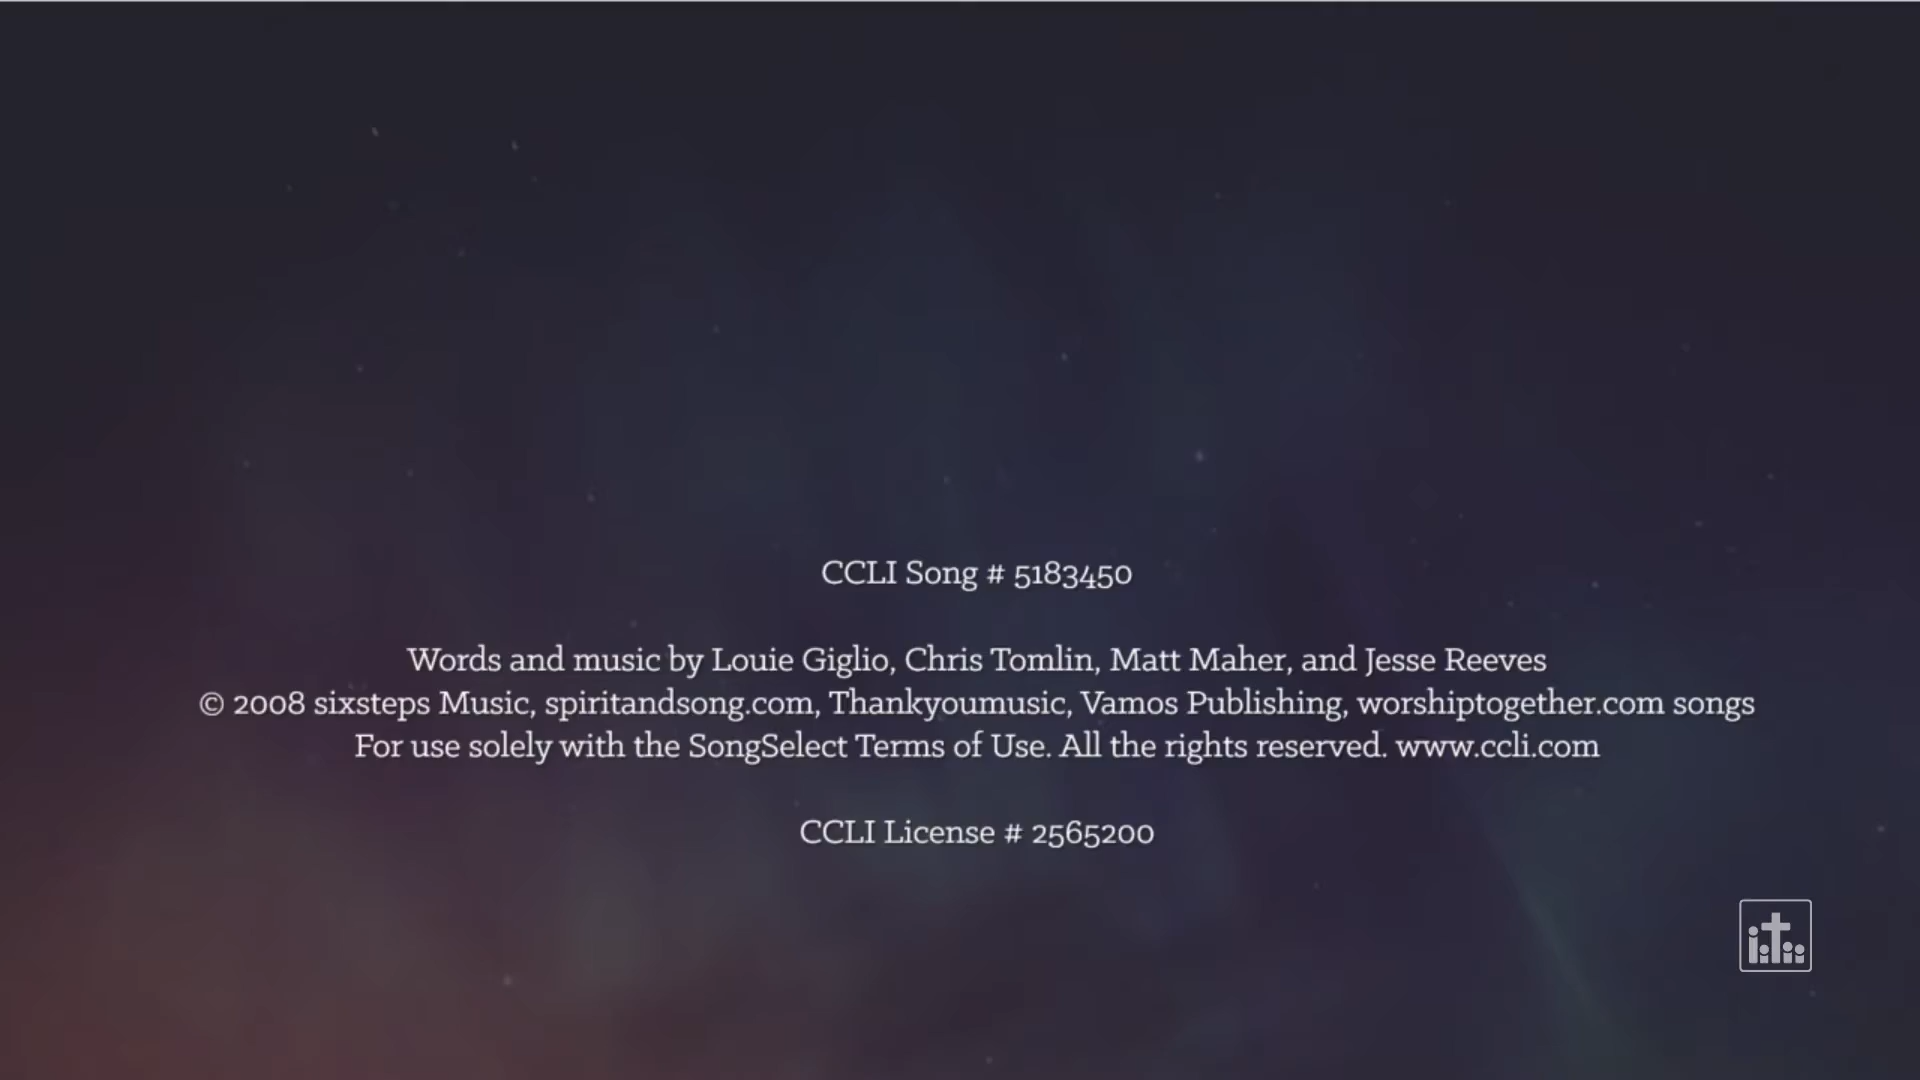 CCLI Song # 5183450
Words and music by Louie Giglio, Chris Tomlin, Matt Maher, and Jesse Reeves
© 2008 sixsteps Music, spiritandsong.com, Thankyoumusic, Vamos Publishing, worshiptogether.com songs
For use solely with the SongSelect Terms of Use. All the rights reserved. www.ccli.com
CCLI License # 2565200